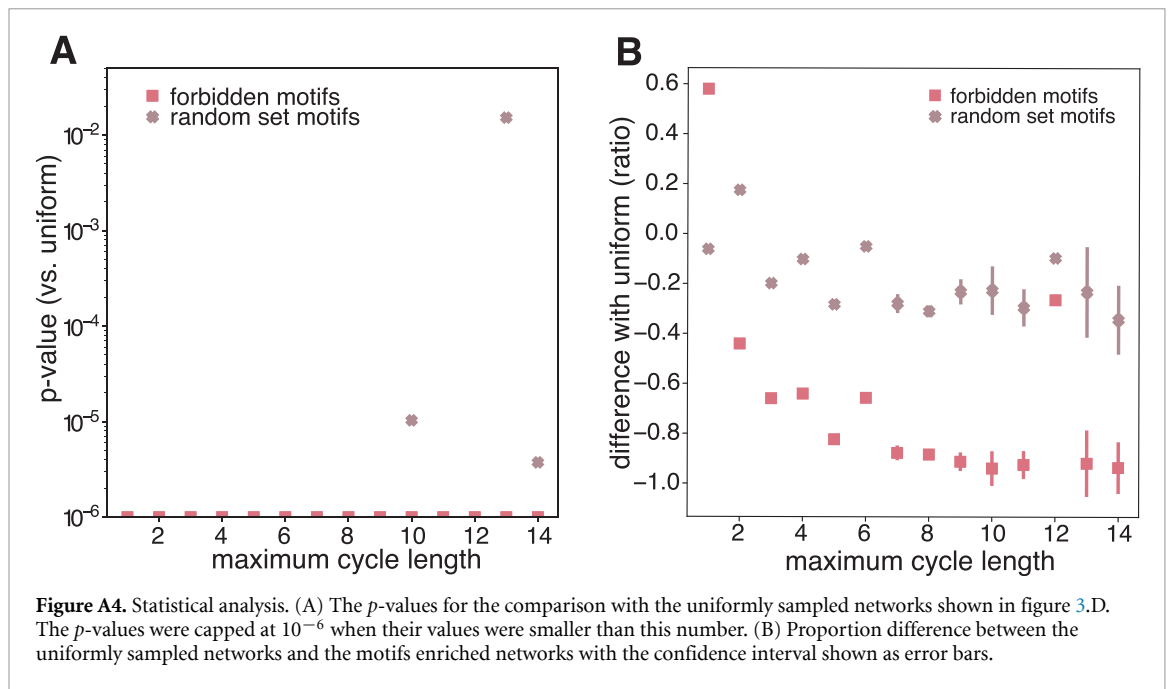 A
forbidden motifs
random set motifs
p-value (vs. uniform)
10−2
10−3
10−4
10−5
10−6
2 4 6 8 10 12 14
maximum cycle length
B
forbidden motifs
random set motifs
difference with uniform (ratio)
0.6
0.4
0.2
0.0
−0.2
−0.4
−0.6
−0.8
−1.0
2 4 6 8 10 12 14
maximum cycle length
Figure A4. Statistical analysis. (A) The p-values for the comparison with the uniformly sampled networks shown in figure 3.D.
The p-values were capped at 10−6 when their values were smaller than this number. (B) Proportion difference between the
uniformly sampled networks and the motifs enriched networks with the confidence interval shown as error bars.